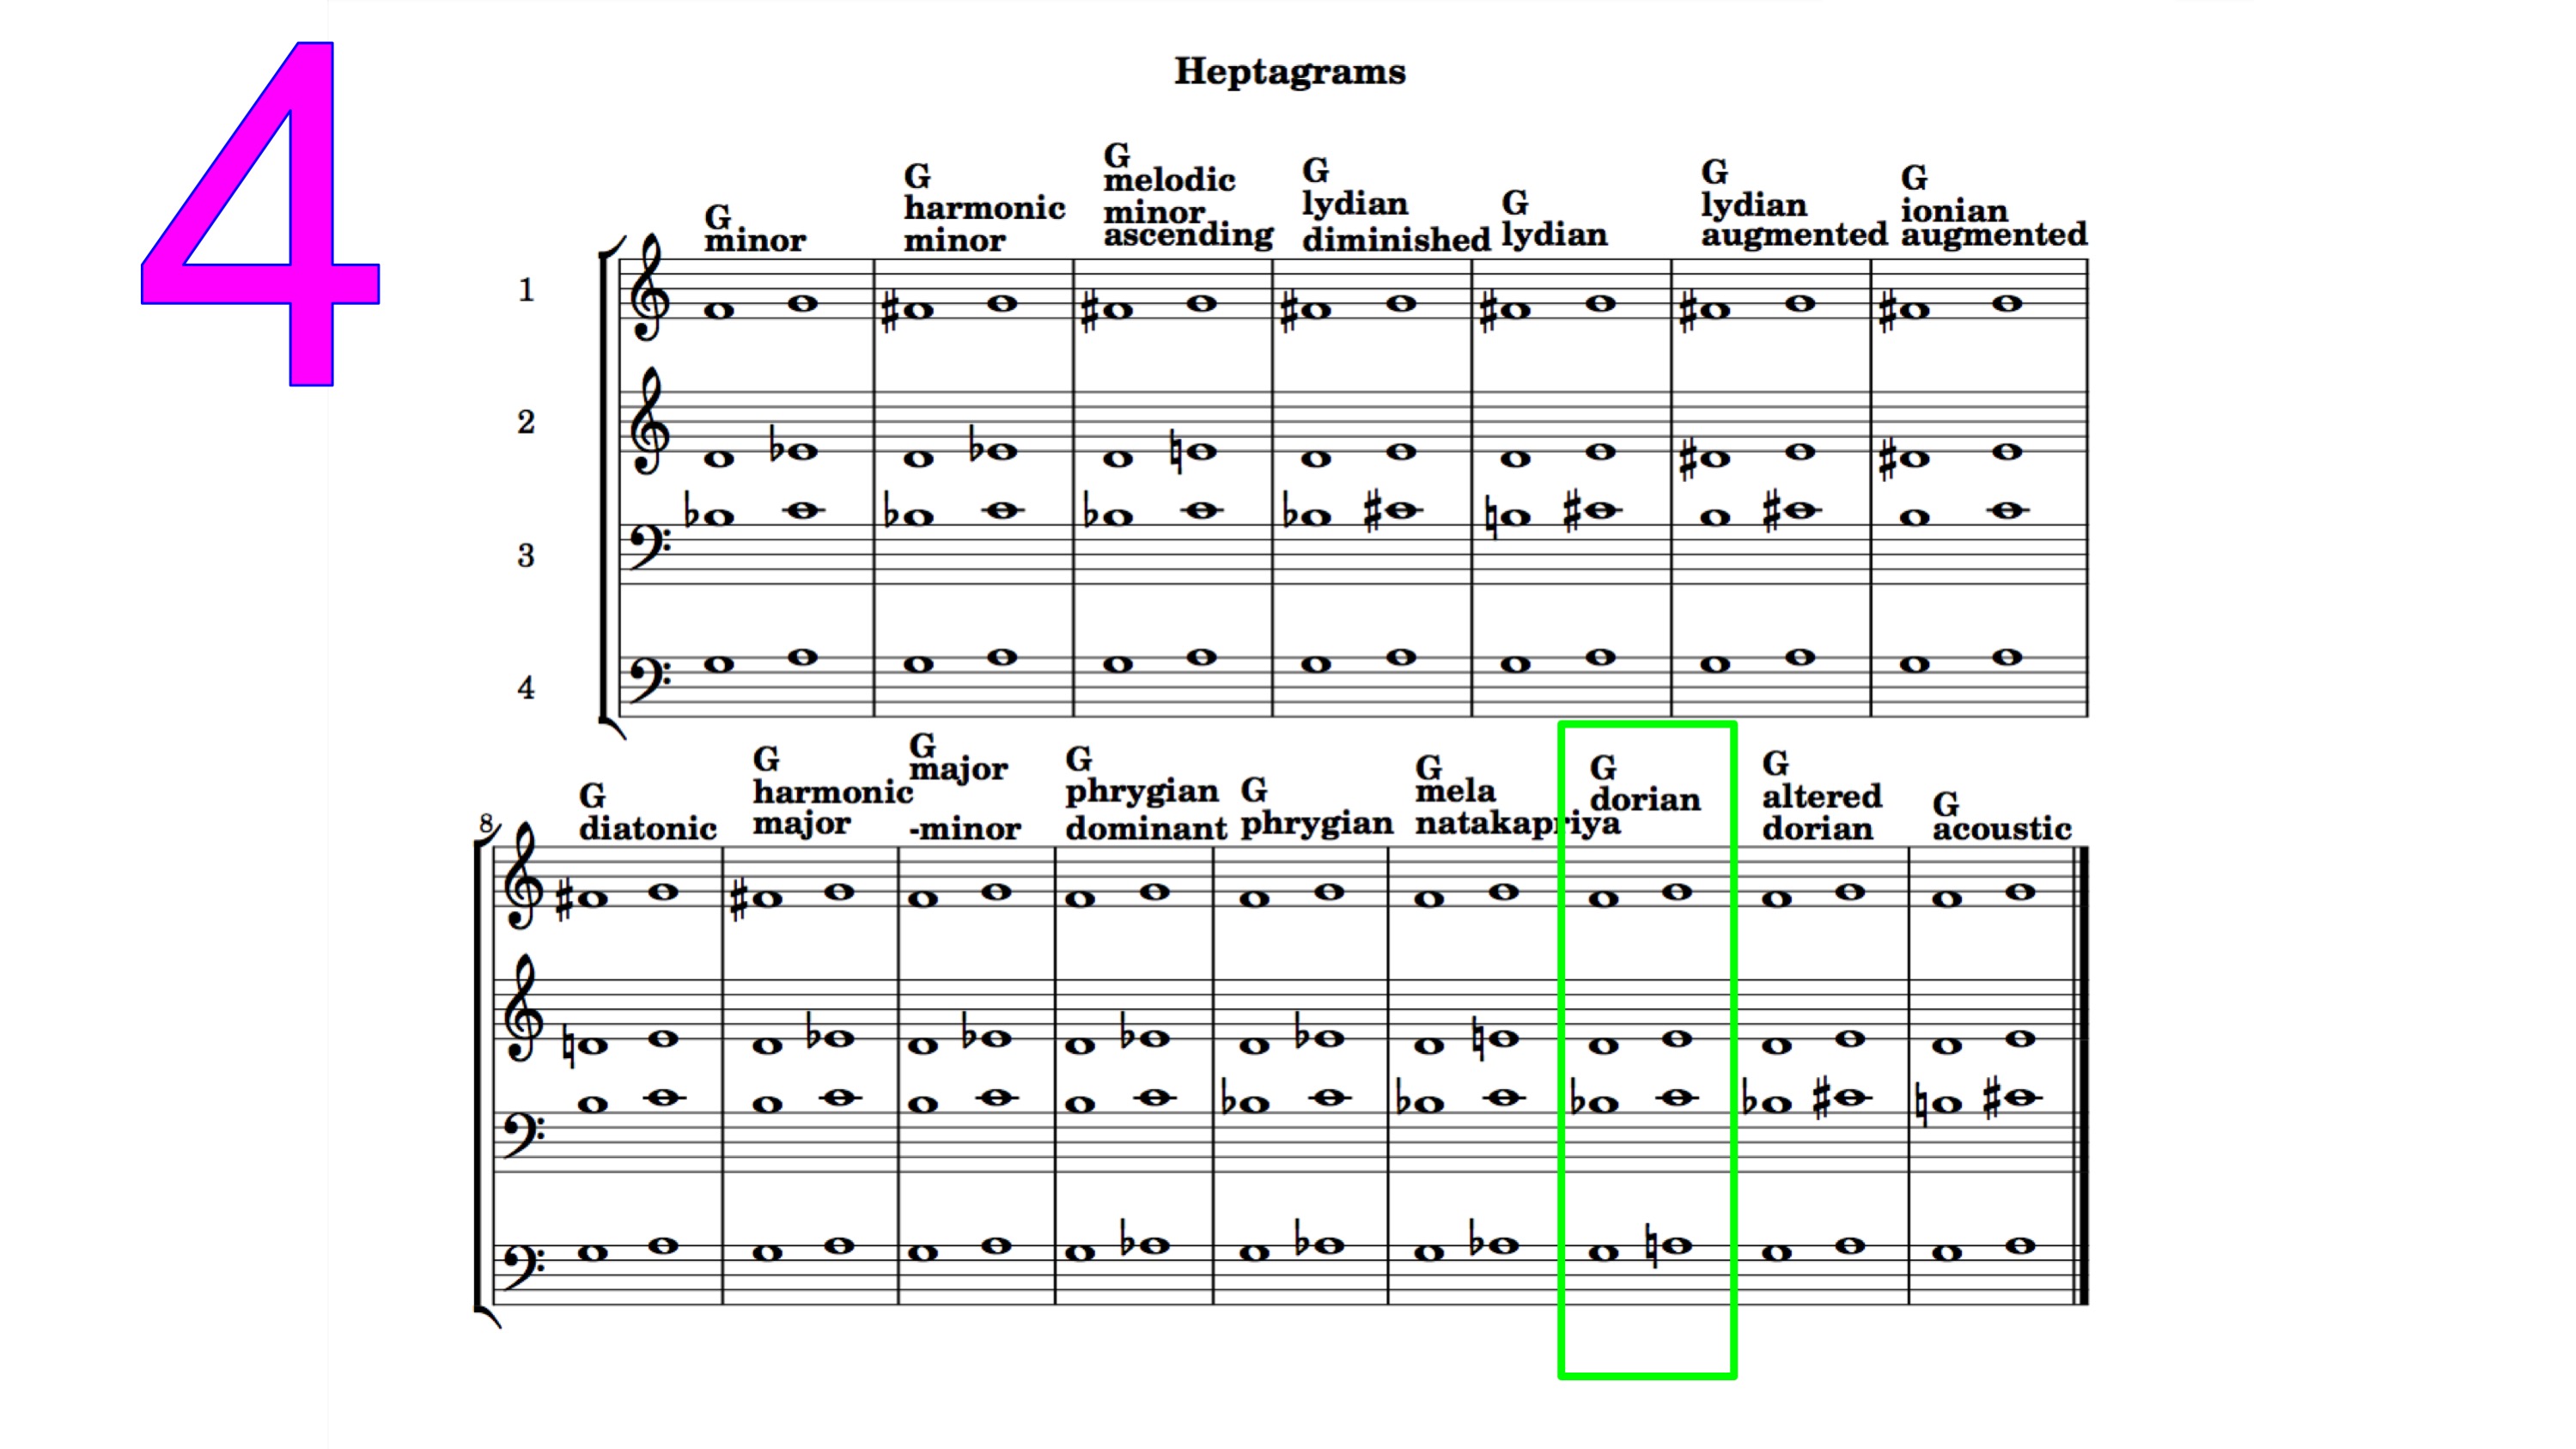 4
Heptagrams
G
minor
G
harmonic
minor
G
melodic
minor
ascending
G
lydian
diminished
G
lydian
G
lydian
augmented
G
ionian
augmented
1
2
3
4
8
G
diatonic
G
harmonic
major
G
major
-minor
G
phrygian
dominant
G
phrygian
G
mela
natakapriya
G
dorian
G
altered
dorian
G
acoustic